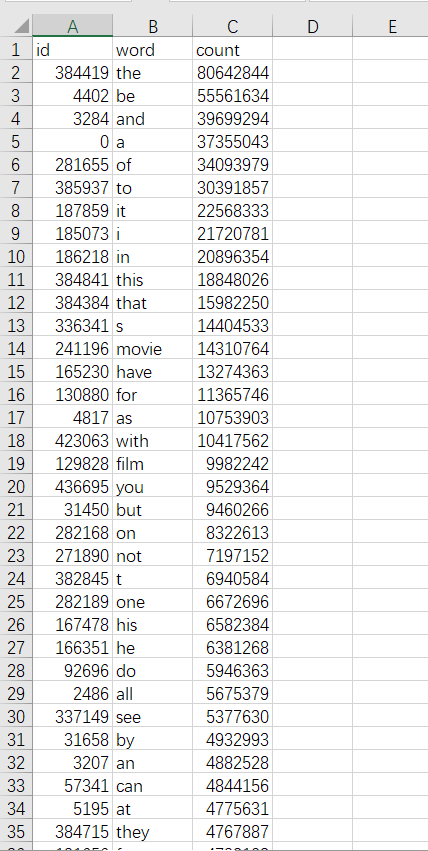 A B C D E
1 id word count
2 384419 the 80642844
3 4402 be 55561634
4 3284 and 39699294
5 0 a 37355043
6 281655 of 34093979
7 385937 to 30391857
8 187859 it 22568333
9 185073 i 21720781
10 186218 in 20896354
11 384841 this 18848026
12 384384 that 15982250
13 336341 s 14404533
14 241196 movie 14310764
15 165230 have 13274363
16 130880 for 11365746
17 4817 as 10753903
18 423063 with 10417562
19 129828 film 9982242
20 436695 you 9529364
21 31450 but 9460266
22 282168 on 8322613
23 271890 not 7197152
24 382845 t 6940584
25 282189 one 6672696
26 167478 his 6582384
27 166351 he 6381268
28 92696 do 5946363
29 2486 all 5675379
30 337149 see 5377630
31 31658 by 4932993
32 3207 an 4882528
33 57341 can 4844156
34 5195 at 4775631
35 384715 they 4767887